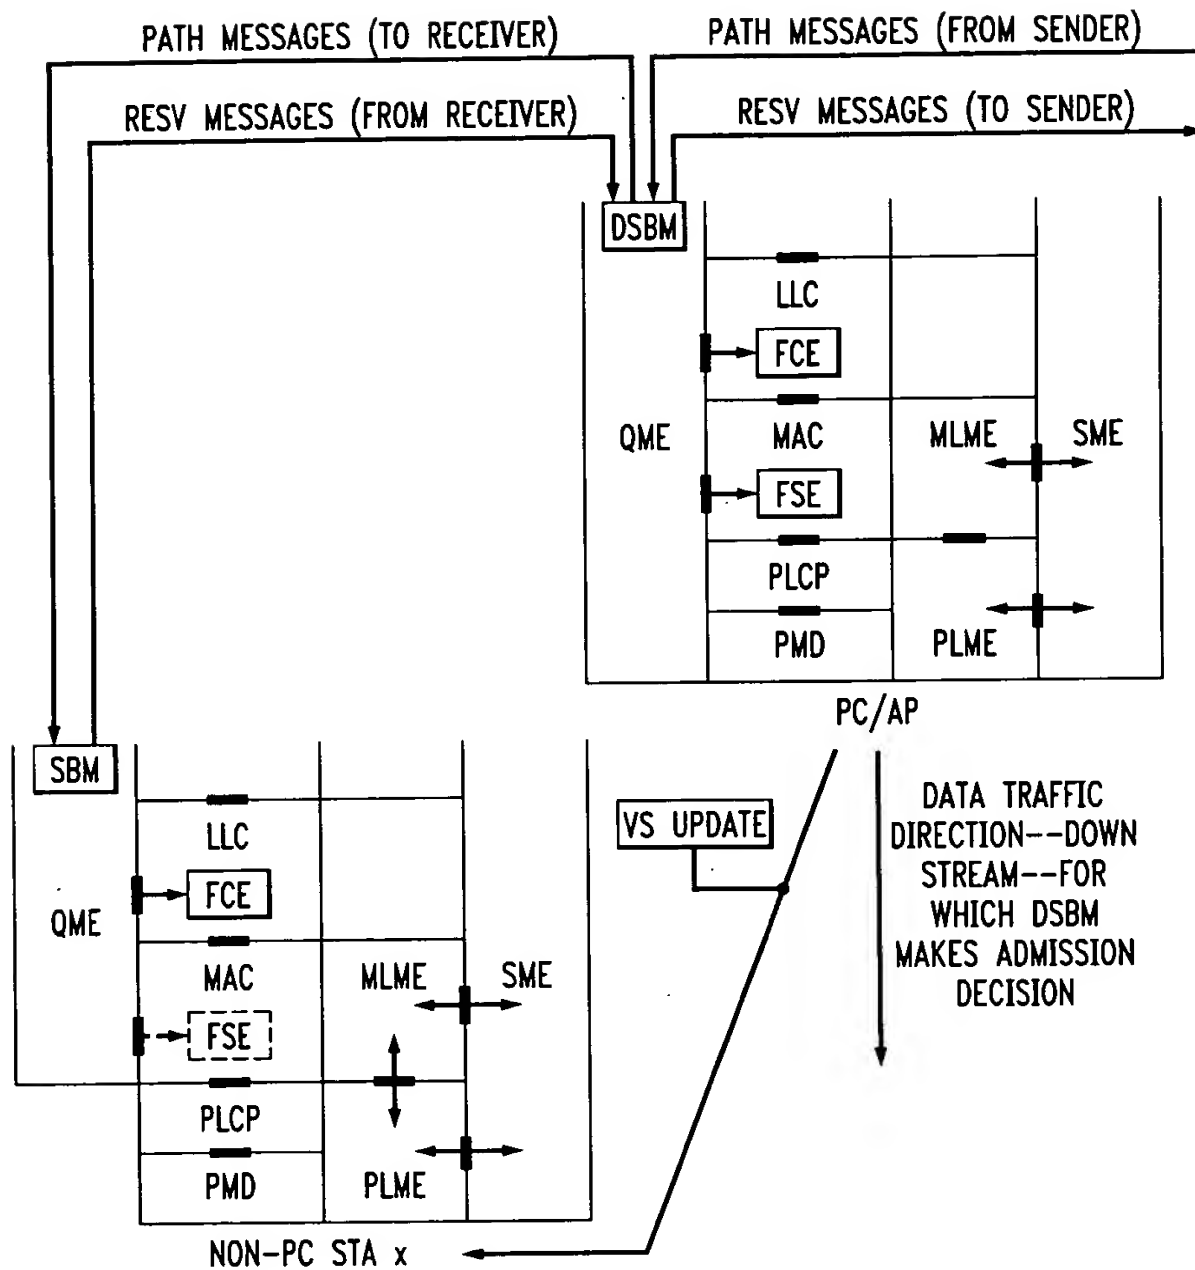 PATH MESSAGES (TO RECEIVER)
PATH MESSAGES (FROM SENDER)
RESV MESSAGES (FROM RECEIVER)
RESV MESSAGES (TO SENDER)
DSBM
LLC
FCE
QME
MAC
MLME
SME
FSE
PLCP
PMD
PLME
PC/AP
SBM
LLC
FCE
QME
MAC
MLME
SME
FSE
PLCP
PMD
PLME
NON-PC STA x
VS UPDATE
DATA TRAFFIC
DIRECTION--DOWN
STREAM--FOR
WHICH DSBM
MAKES ADMISSION
DECISION